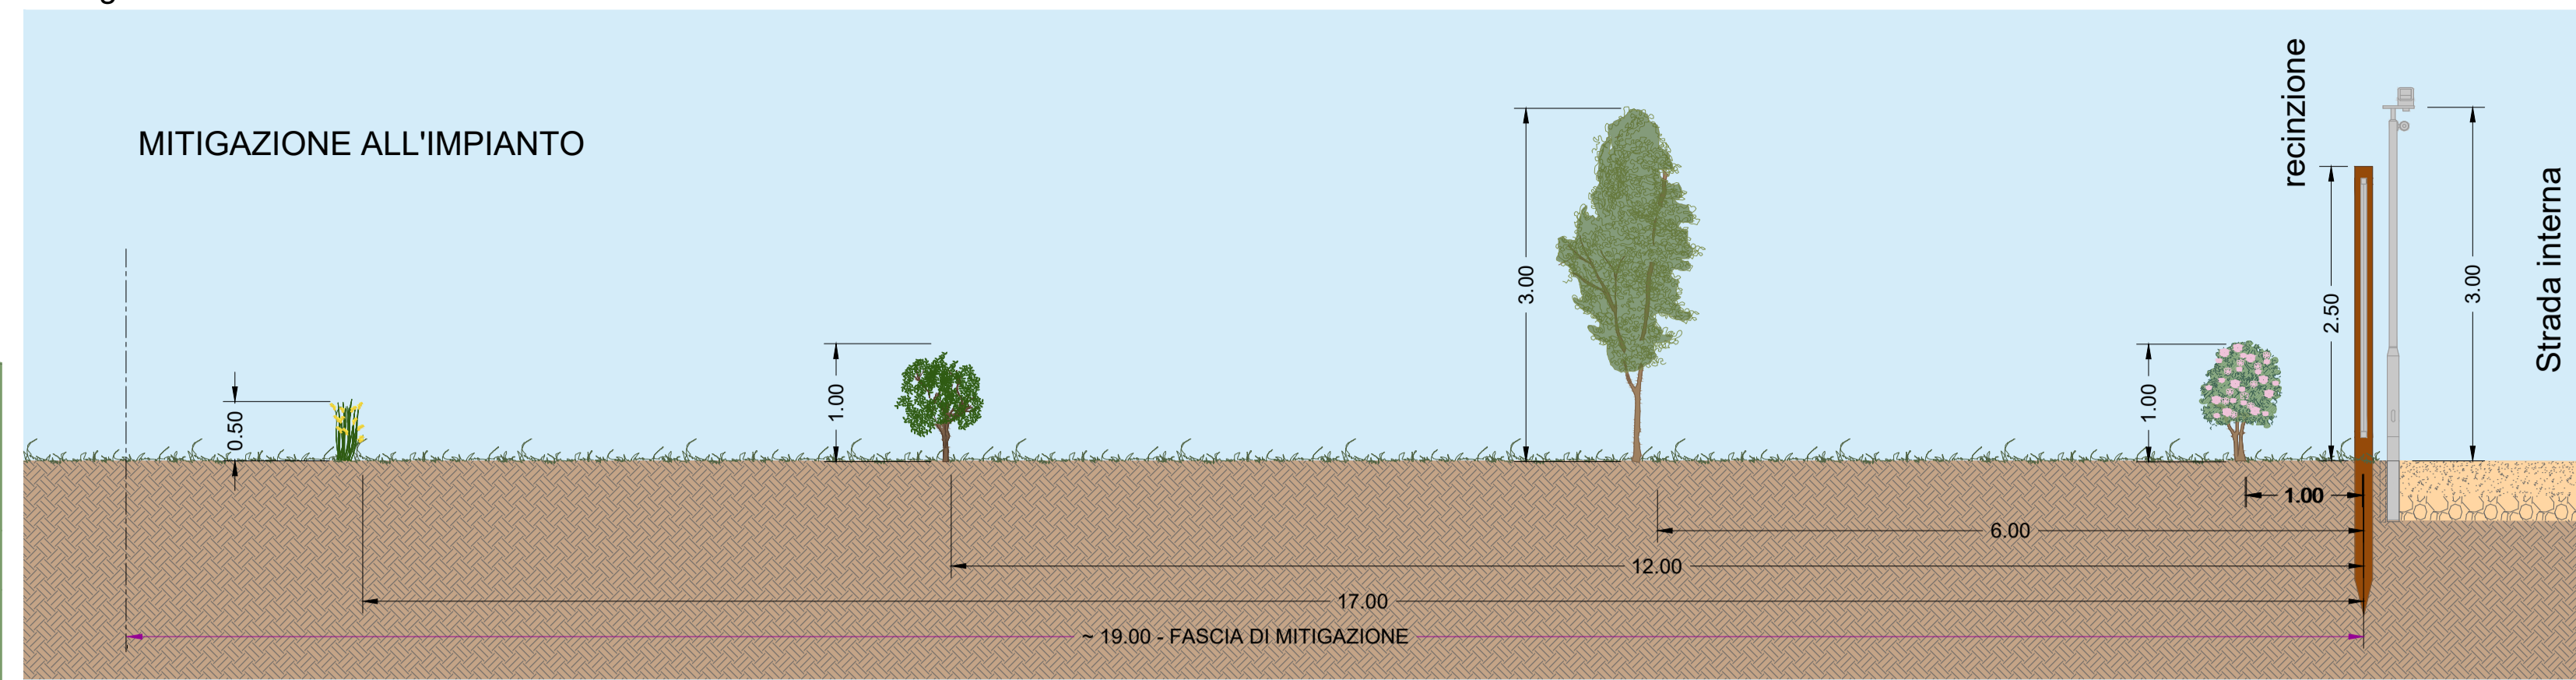 MITIGAZIONE ALL'IMPIANTO
recinzione
Strada interna
0.50
1.00
3.00
1.00
2.50
3.00
1.00
6.00
12.00
17.00
~ 19.00 - FASCIA DI MITIGAZIONE